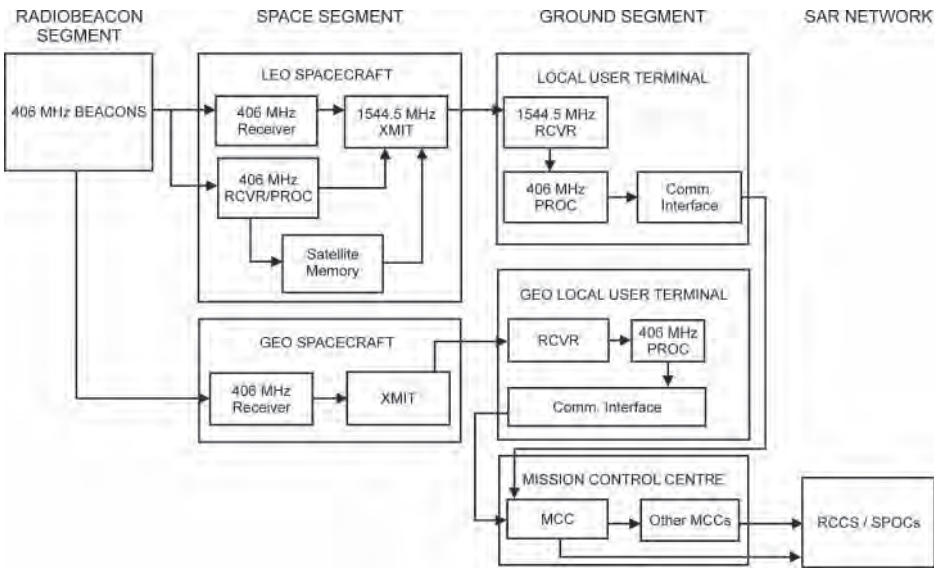 RADIOBEACON
SEGMENT
SPACE SEGMENT
GROUND SEGMENT
SAR NETWORK
406 MHz BEACONS
LEO SPACECRAFT
406 MHz
Receiver
1544.5 MHz
XMIT
406 MHz
RCVR/PROC
Satellite
Memory
LOCAL USER TERMINAL
1544.5 MHz
RCVR
406 MHz
PROC
Comm.
Interface
GEO SPACECRAFT
406 MHz
Receiver
XMIT
GEO LOCAL USER TERMINAL
RCVR
406 MHz
PROC
Comm. Interface
MISSION CONTROL CENTRE
MCC
Other MCCs
RCCS / SPOCs